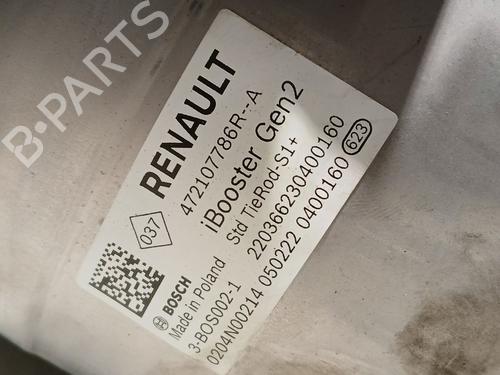 B-PARTS
RENAULT
472107786R--A
iBooster Gen2
Std TieRod-S1+
220366230400160
037
BOSCH
Made in Poland
3-BOS002-1
0204N00214 050222 0400160 623